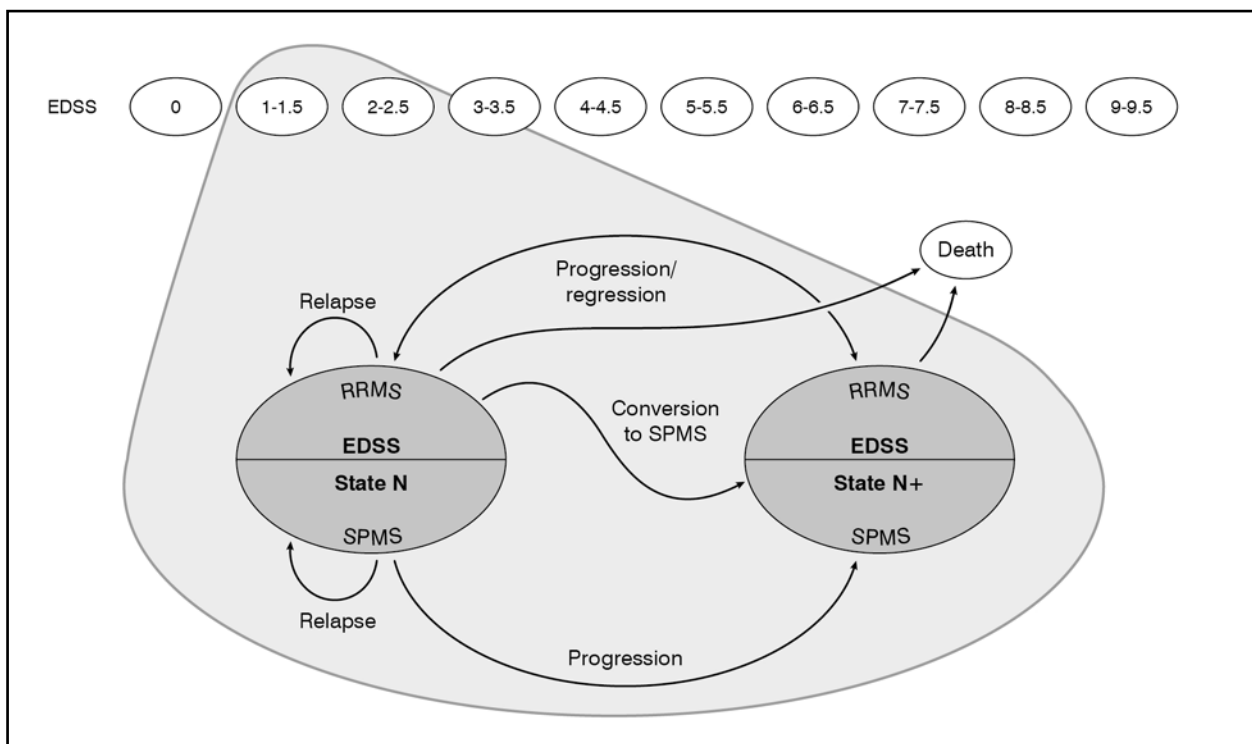 EDSS 0 1-1.5 2-2.5 3-3.5 4-4.5 5-5.5 6-6.5 7-7.5 8-8.5 9-9.5
Death
Progression/
regression
Relapse
RRMS
RRMS
Conversion
to SPMS
EDSS
EDSS
State N
State N+
SPMS
SPMS
Relapse
Progression